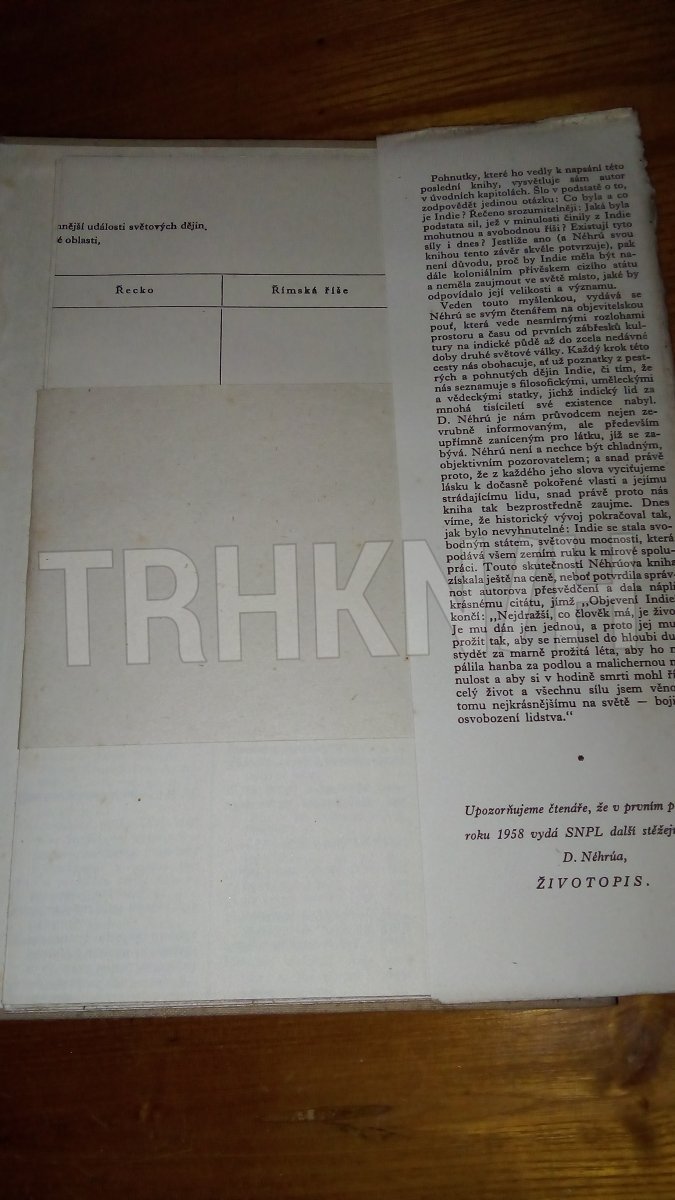 nější události světových dějin.
é oblasti,
Řecko
Římská říše
Pohnutky, které ho vedly k napsání této
poslední knihy, vysvětluje sám autor
v úvodních kapitolách. Šlo v podstatě o to,
zodpovědět jedinou otázku: Co byla a co
je Indie? Řečeno srozumitelněji: Jaká byla
podstata sil, jež v minulosti činily z Indie
mohutnou a svobodnou říši? Existují tyto
síly i dnes? Jestliže ano (a Néhrú svou
knihou tento závěr skvěle potvrzuje), pak
není důvodu, proč by Indie měla být na-
dále koloniálním přívěskem cizího státu
a neměla zaujmout ve světě místo, jaké by
odpovídalo její velikosti a významu.
Veden touto myšlenkou, vydává se
Néhrú se svým čtenářem na objevitelskou
pouť, která vede nesmírnými rozlohami
prostoru a času od prvních zábřesků kul-
tury na indické půdě až do zcela nedávné
doby druhé světové války. Každý krok této
cesty nás obohacuje, ať už poznatky z pest-
rých a pohnutých dějin Indie, či tím, že
nás seznamuje s filosofickými, uměleckými
a vědeckými statky, jichž indický lid za
mnohá tisíciletí své existence nabyl.
D. Néhrú je nám průvodcem nejen ze-
vrubně informovaným, ale především
upřímně zaníceným pro látku, jíž se za-
bývá. Néhrú není a nechce být chladným,
objektivním pozorovatelem; a snad právě
proto, že z každého jeho slova vyciťujeme
lásku k dočasně pokořené vlasti a jejímu
strádajícímu lidu, snad právě proto nás
kniha tak bezprostředně zaujme. Dnes
víme, že historický vývoj pokračoval tak,
jak bylo nevyhnutelné: Indie se stala svo-
bodným státem, světovou mocností, která
podává všem zemím ruku k mírové spolu-
práci. Touto skutečností Néhrúova kniha
získala ještě na ceně, neboť potvrdila správ-
nost autorova přesvědčení a dala nápl
krásnému citátu, jímž „Objevení Indie
končí: „Nejdražší, co člověk má, je živo
Je mu dán jen jednou, a proto jej mu
prožít tak, aby se nemusel do hloubi du
stydět za marně prožitá léta, aby ho n
pálila hanba za podlou a malichernou m
nulost a aby si v hodině smrti mohl ří
celý život a všechnu sílu jsem věno
tomu nejkrásnějšímu na světě — boji
osvobození lidstva.“
Upozorňujeme čtenáře, že v prvním p
roku 1958 vydá SNPL další stěžej
D. Néhrúa,
ŽIVOTOPIS.
TRHKN